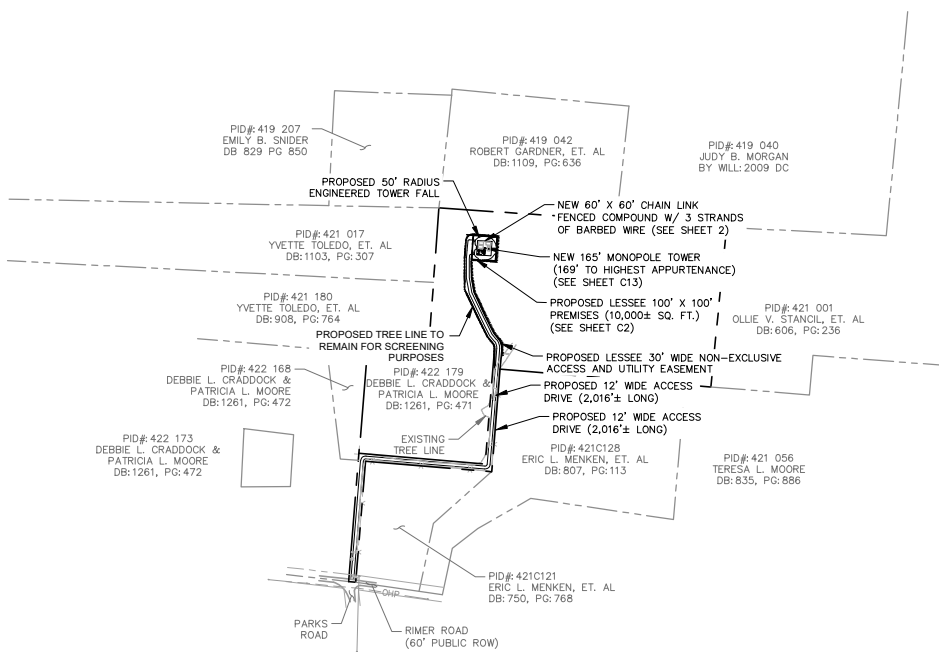 PID#: 419 207
EMILY B. SNIDER
DB 829 PG 850
PID#: 419 042
ROBERT GARDNER, ET. AL
DB: 1109, PG: 636
PID#: 419 040
JUDY B. MORGAN
BY WILL: 2009 DC
PROPOSED 50' RADIUS
ENGINEERED TOWER FALL
NEW 60' X 60' CHAIN LINK
FENCED COMPOUND W/ 3 STRANDS
OF BARBED WIRE (SEE SHEET 2)
PID#: 421 017
YVETTE TOLEDO, ET. AL
DB: 1103, PG: 307
NEW 165' MONOPOLE TOWER
(169' TO HIGHEST APPURTENANCE)
(SEE SHEET C13)
PID#: 421 180
YVETTE TOLEDO, ET. AL
DB: 908, PG: 764
PROPOSED LESSEE 100' X 100'
PREMISES (10,000± SQ. FT.)
(SEE SHEET C2)
PID#: 421 001
OLLIE V. STANCIL, ET. AL
DB: 606, PG: 236
PROPOSED TREE LINE TO
REMAIN FOR SCREENING
PURPOSES
PROPOSED LESSEE 30' WIDE NON-EXCLUSIVE
ACCESS AND UTILITY EASEMENT
PID#: 422 168
DEBBIE L. CRADDOCK &
PATRICIA L. MOORE
DB: 1261, PG: 472
PID#: 422 179
DEBBIE L. CRADDOCK &
PATRICIA L. MOORE
DB: 1261, PG: 471
PROPOSED 12' WIDE ACCESS
DRIVE (2,016'± LONG)
PROPOSED 12' WIDE ACCESS
DRIVE (2,016'± LONG)
PID#: 422 173
DEBBIE L. CRADDOCK &
PATRICIA L. MOORE
DB: 1261, PG: 472
EXISTING
TREE LINE
PID#: 421C128
ERIC L. MENKEN, ET. AL
DB: 807, PG: 113
PID#: 421 056
TERESA L. MOORE
DB: 835, PG: 886
PID#: 421C121
ERIC L. MENKEN, ET. AL
DB: 750, PG: 768
OHP
PARKS
ROAD
RIMER ROAD
(60' PUBLIC ROW)